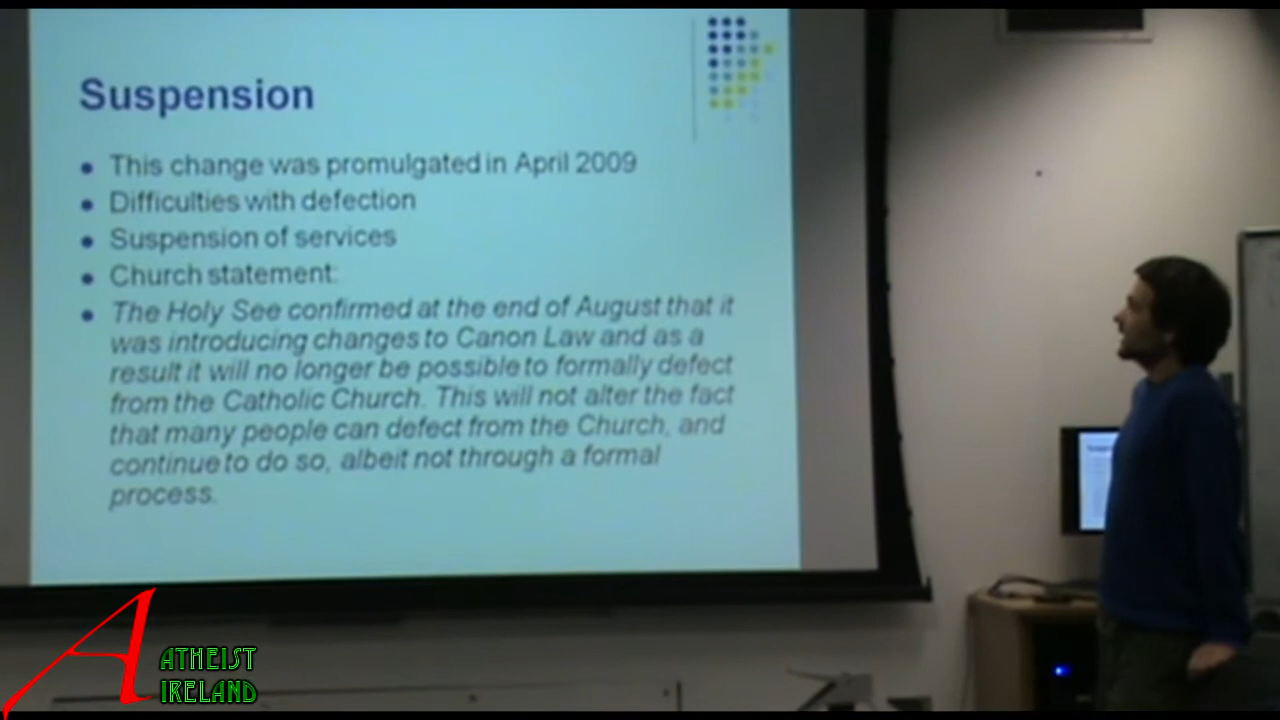 Suspension
This change was promulgated in April 2009
Difficulties with defection
Suspension of services
Church statement:
The Holy See confirmed at the end of August that it
was introducing changes to Canon Law and as a
result it will no longer be possible to formally defect
from the Catholic Church. This will not alter the fact
that many people can defect from the Church, and
continue to do so, albeit not through a formal
process.
ATHEIST
IRELAND